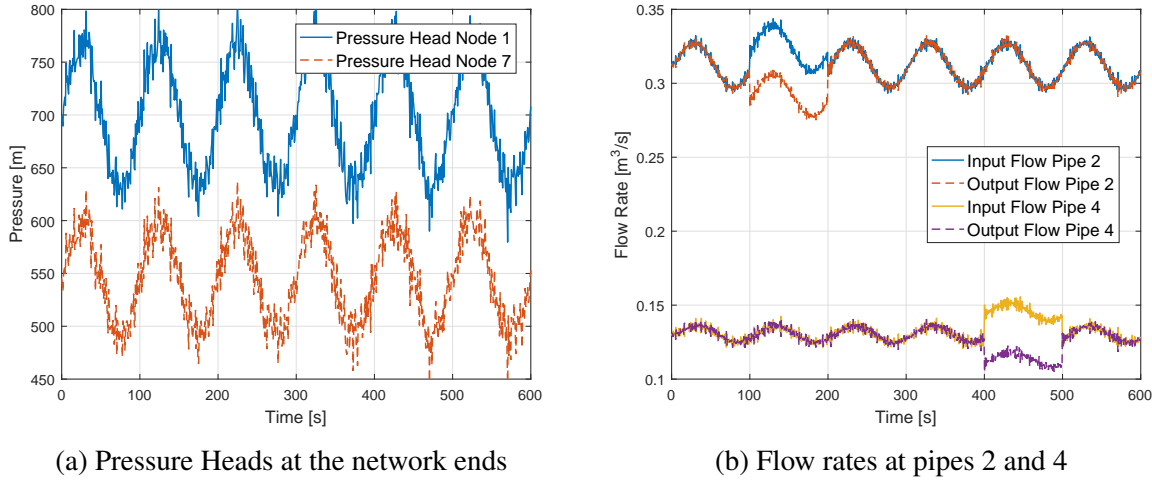 800
750
700
650
600
550
500
450
0
100
200
300
400
500
600
Pressure [m]
Time [s]
Pressure Head Node 1
Pressure Head Node 7
(a) Pressure Heads at the network ends
0.35
0.3
0.25
0.2
0.15
0.1
0
100
200
300
400
500
600
Flow Rate [m³/s]
Time [s]
Input Flow Pipe 2
Output Flow Pipe 2
Input Flow Pipe 4
Output Flow Pipe 4
(b) Flow rates at pipes 2 and 4